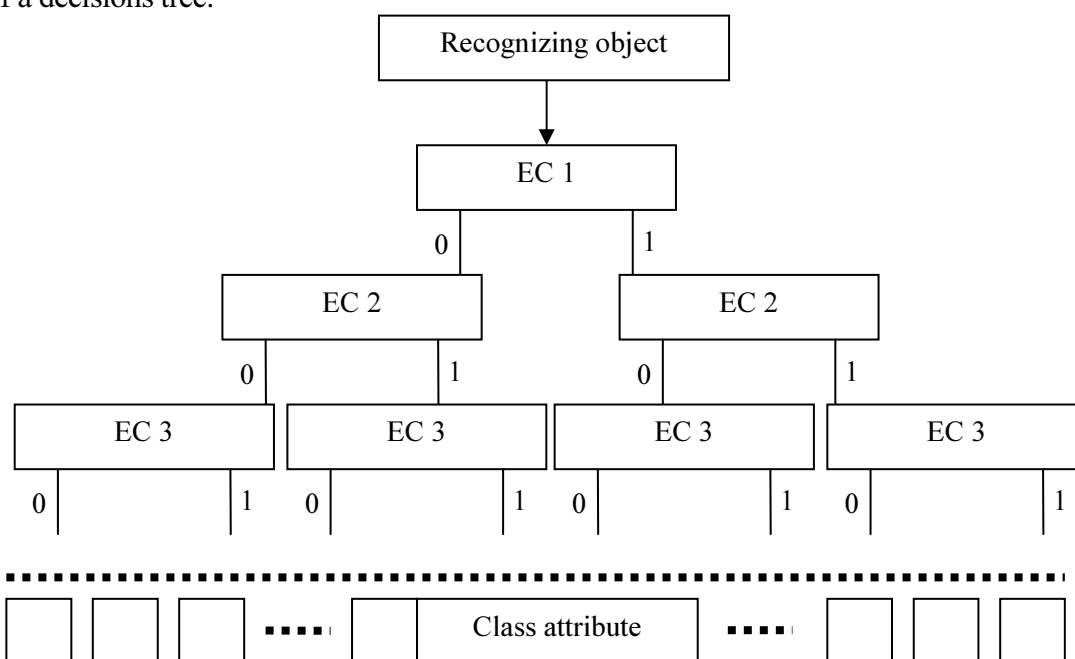 a decisions tree.
Recognizing object
EC 1
0 1
EC 2 EC 2
0 1 0 1
EC 3 EC 3 EC 3 EC 3
0 1 0 1 0 1 0 1
Class attribute